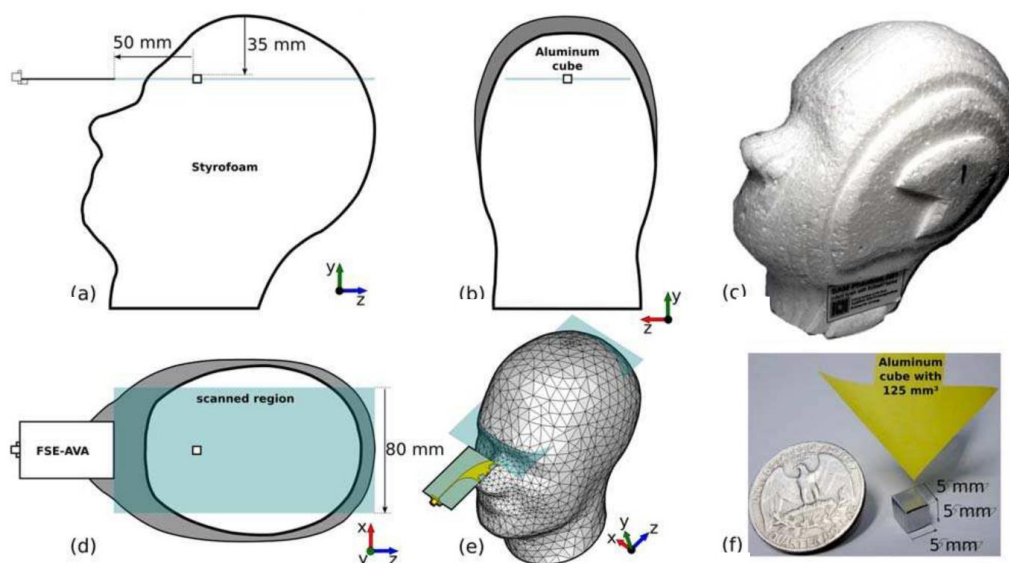 50 mm
35 mm
Styrofoam
y
z
(a)
Aluminum
cube
y
z
(b)
(c)
scanned region
FSE-AVA
80 mm
x
y
z
(d)
y
z
x
(e)
Aluminum
cube with
125 mm³
5 mm
5 mm
5 mm
(f)